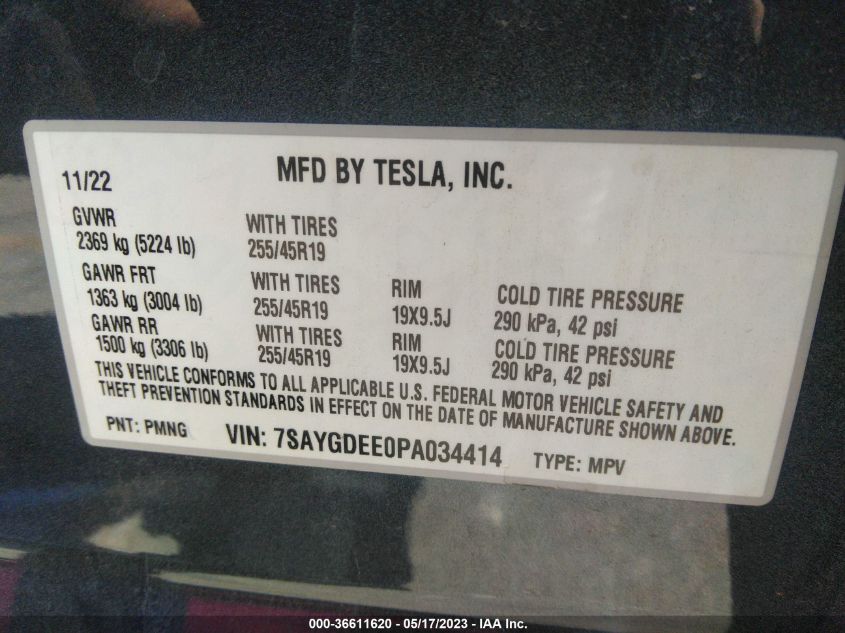 MFD BY TESLA, INC.
11/22
GVWR
2369 kg (5224 lb)
WITH TIRES
255/45R19
GAWR FRT
1363 kg (3004 lb)
WITH TIRES
255/45R19
RIM
19X9.5J
COLD TIRE PRESSURE
290 kPa, 42 psi
GAWR RR
1500 kg (3306 lb)
WITH TIRES
255/45R19
RIM
19X9.5J
COLD TIRE PRESSURE
290 kPa, 42 psi
THIS VEHICLE CONFORMS TO ALL APPLICABLE U.S. FEDERAL MOTOR VEHICLE SAFETY AND
THEFT PREVENTION STANDARDS IN EFFECT ON THE DATE OF MANUFACTURE SHOWN ABOVE.
PNT: PMNG VIN: 7SAYGDEE0PA034414 TYPE: MPV
000-36611620 - 05/17/2023 - IAA Inc.